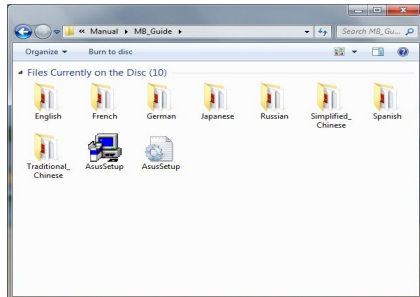 « Manual ▸ MB_Guide ▸
Search MB_Gu...
Organize ▾ Burn to disc
Files Currently on the Disc (10)
English French German Japanese Russian Simplified_ Spanish
Chinese
Traditional_ AsusSetup AsusSetup
Chinese